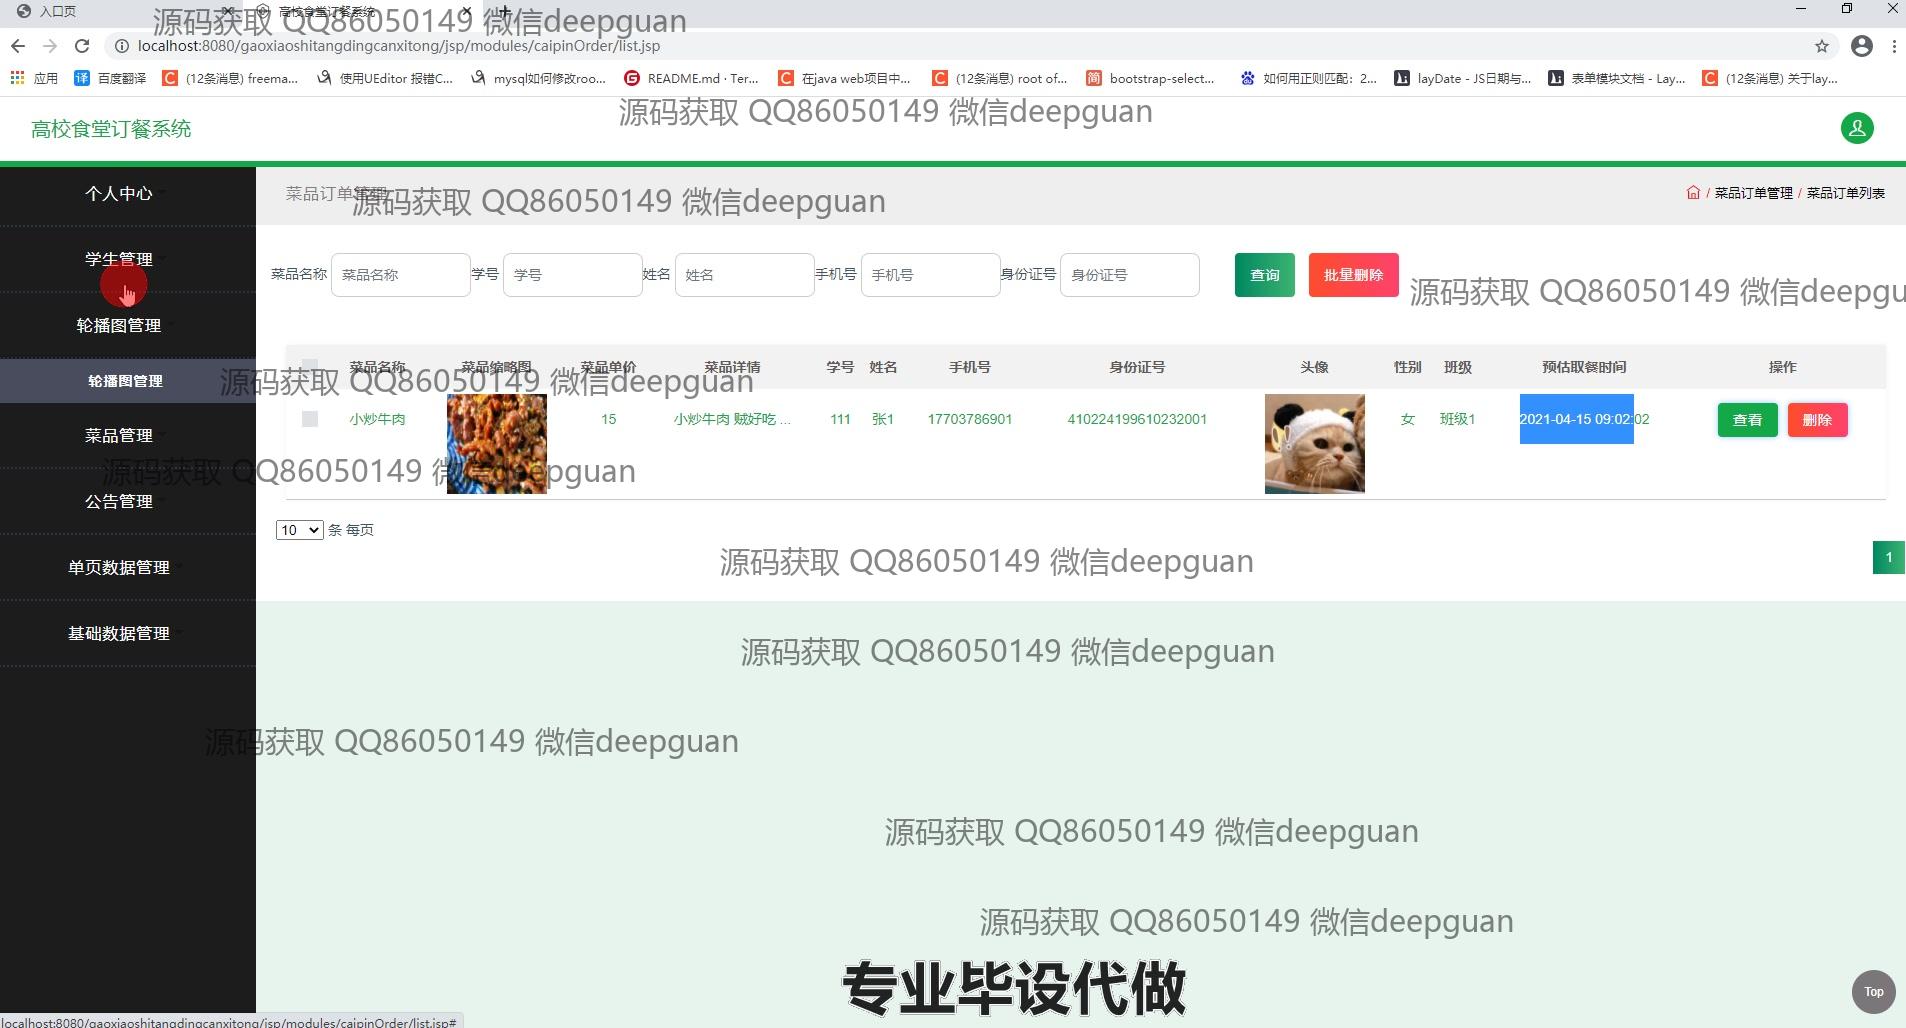 入口页
高校食堂订餐系统
源码获取 QQ86050149 微信deepguan
localhost:8080/gaoxiaoshitangdingcanxitong/jsp/modules/caipinOrder/list.jsp
应用 百度翻译 (12条消息) freema... 使用UEditor 报错C... mysql如何修改roo... README.md · Ter... 在java web项目中... (12条消息) root of... bootstrap-select... 如何用正则匹配：2... layDate - JS日期与... 表单模块文档 - Lay... (12条消息) 关于lay...
源码获取 QQ86050149 微信deepguan
高校食堂订餐系统
个人中心
菜品订单管理
源码获取 QQ86050149 微信deepguan
/ 菜品订单管理 / 菜品订单列表
学生管理
菜品名称 菜品名称 学号 学号 姓名 姓名 手机号 手机号 身份证号 身份证号 查询 批量删除
源码获取 QQ86050149 微信deepgu
轮播图管理
菜品名称 菜品缩略图 菜品单价 菜品详情 学号 姓名 手机号 身份证号 头像 性别 班级 预估取餐时间 操作
轮播图管理
源码获取 QQ86050149 微信deepguan
小炒牛肉 15 小炒牛肉 贼好吃 ... 111 张1 17703786901 410224199610232001 女 班级1 2021-04-15 09:02:02 查看 删除
菜品管理
源码获取 QQ86050149 微信deepguan
公告管理
10 条 每页
1
源码获取 QQ86050149 微信deepguan
单页数据管理
基础数据管理
源码获取 QQ86050149 微信deepguan
源码获取 QQ86050149 微信deepguan
源码获取 QQ86050149 微信deepguan
源码获取 QQ86050149 微信deepguan
专业毕设代做
Top
localhost:8080/gaoxiaoshitangdingcanxitong/jsp/modules/caipinOrder/list.jsp#